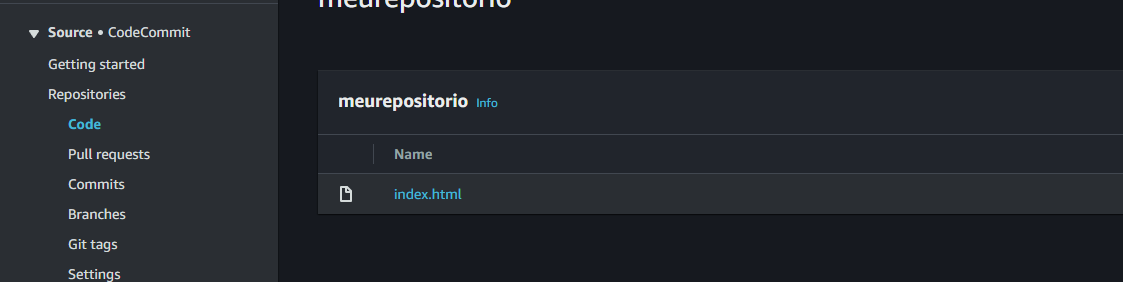 meurepositorio
Source • CodeCommit
Getting started
Repositories
Code
Pull requests
Commits
Branches
Git tags
Settings
meurepositorio Info
Name
index.html